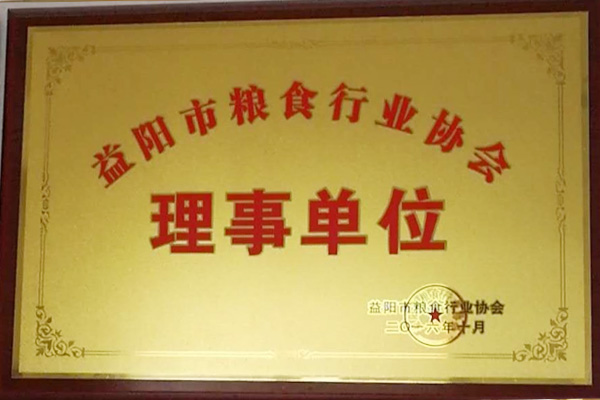 益阳市粮食行业协会
理事单位
益阳市粮食行业协会
二〇一六年十月